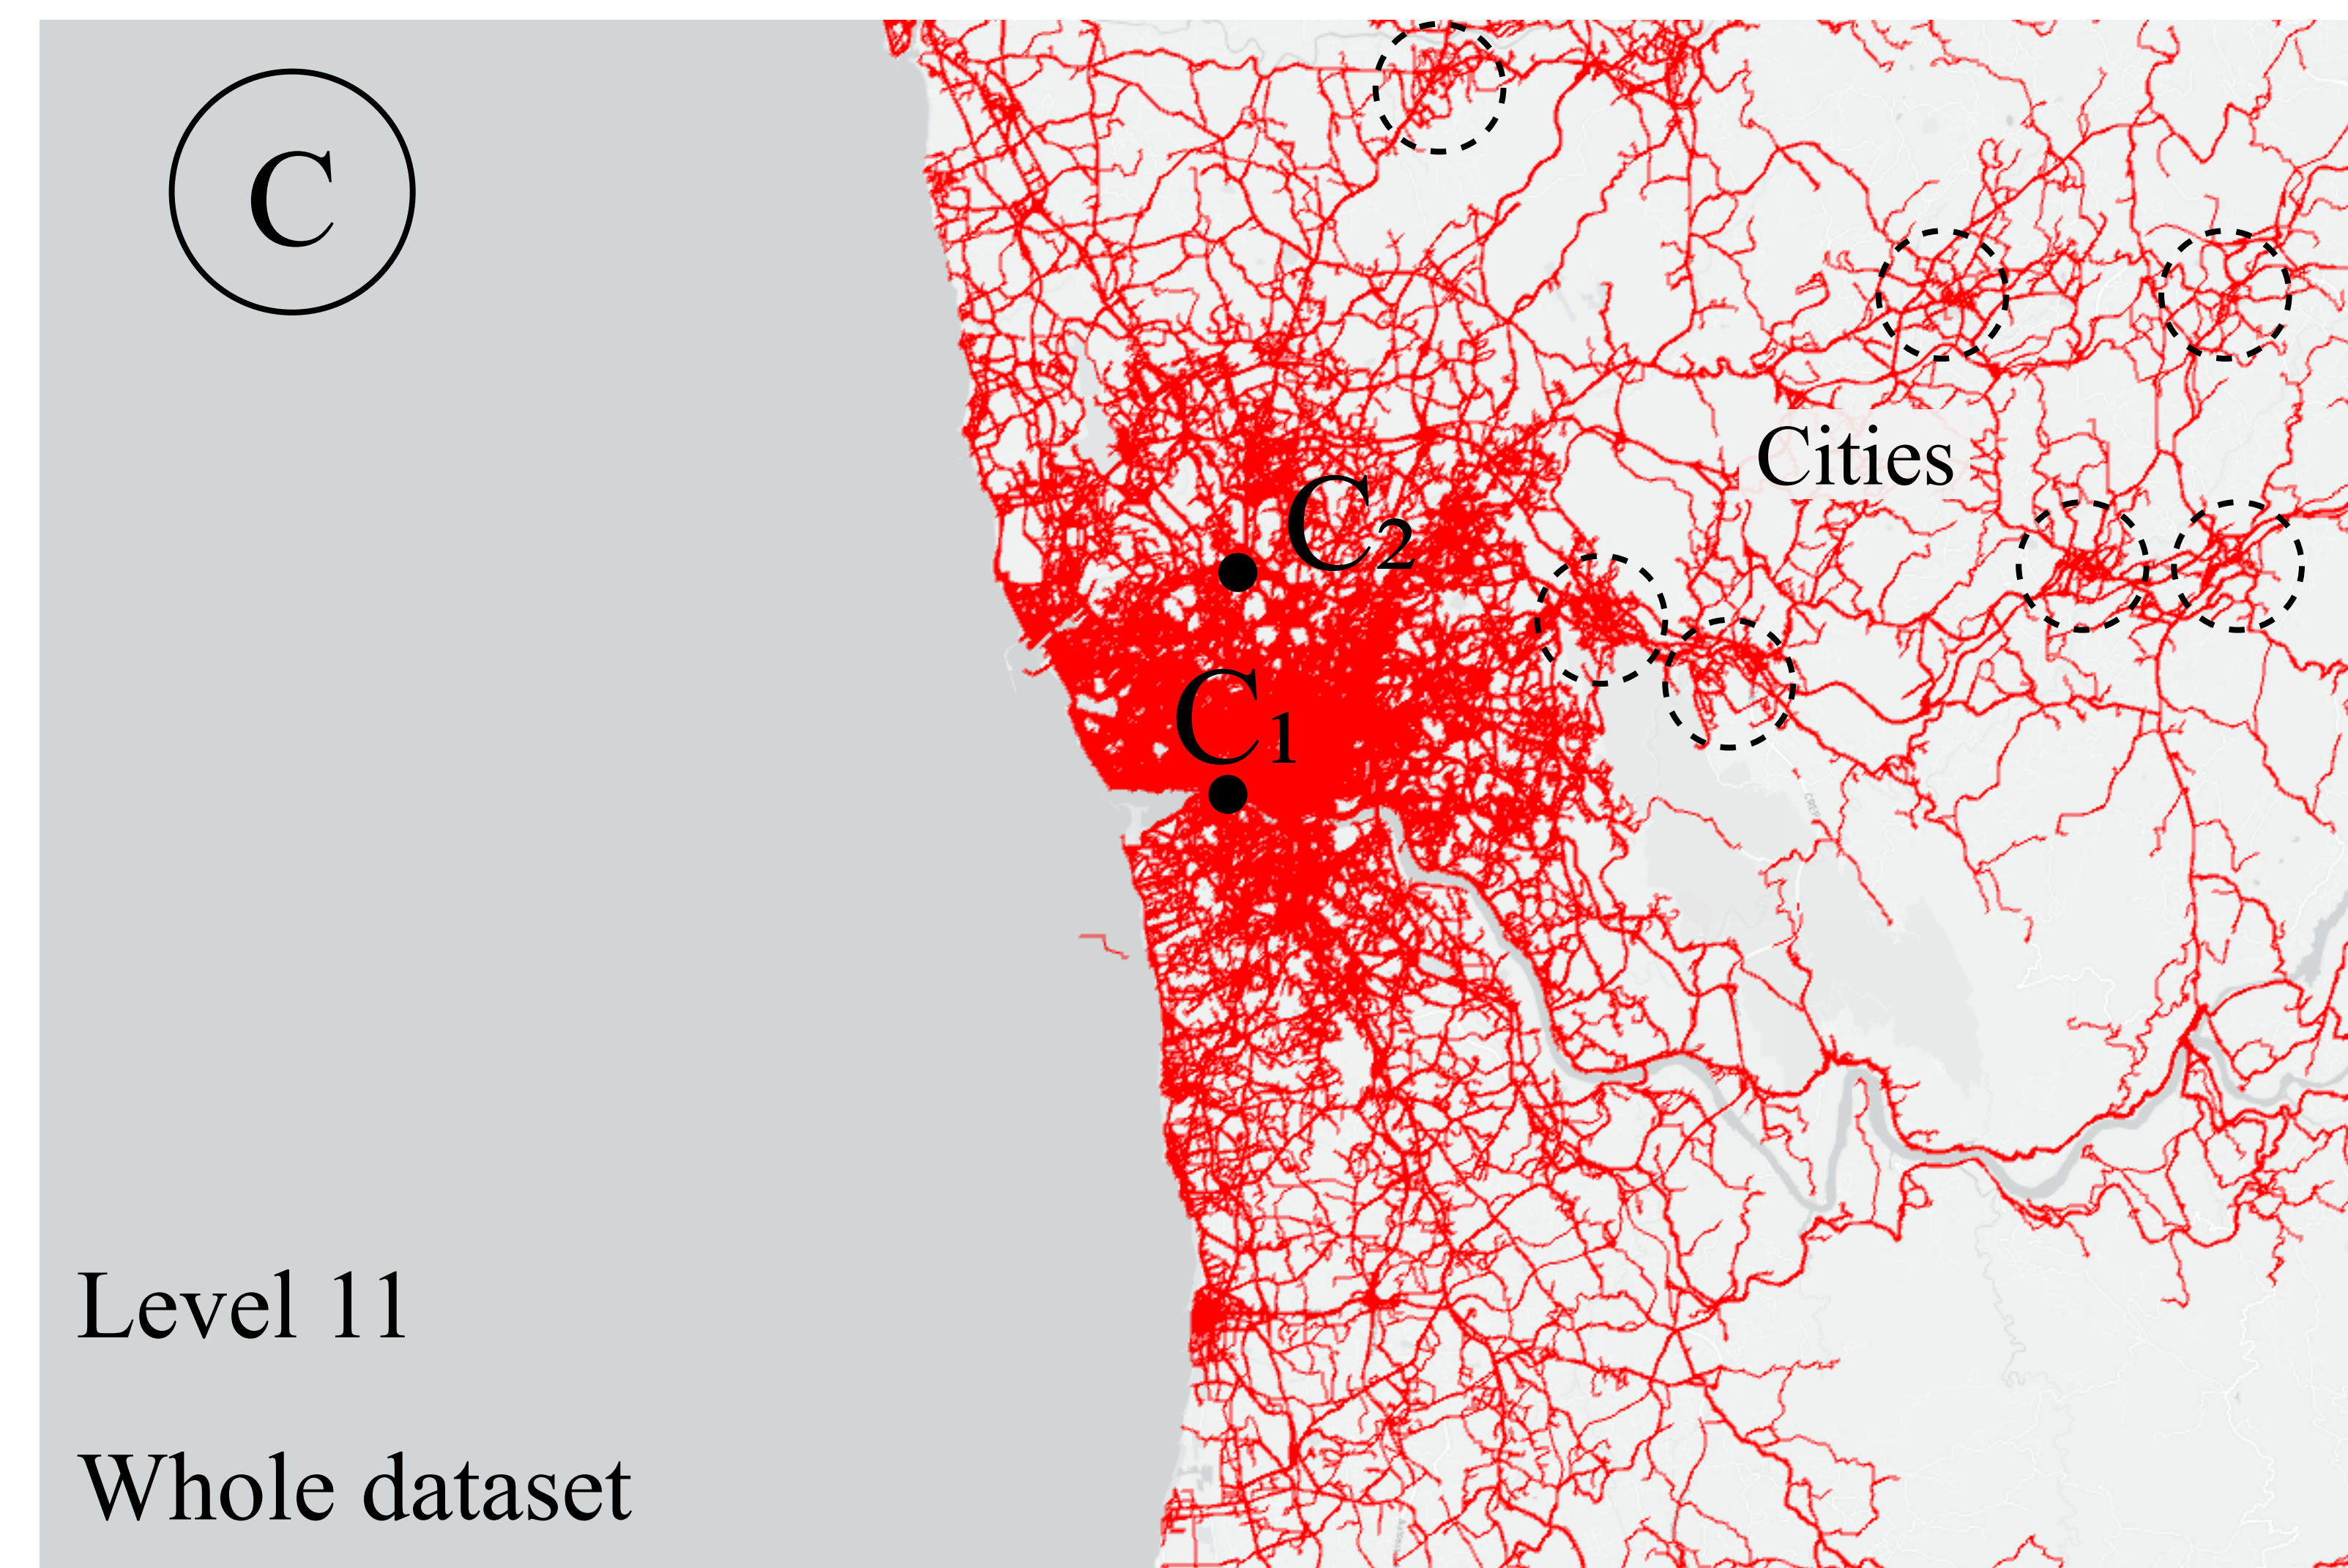 C
Cities
C₂
C₁
Level 11
Whole dataset